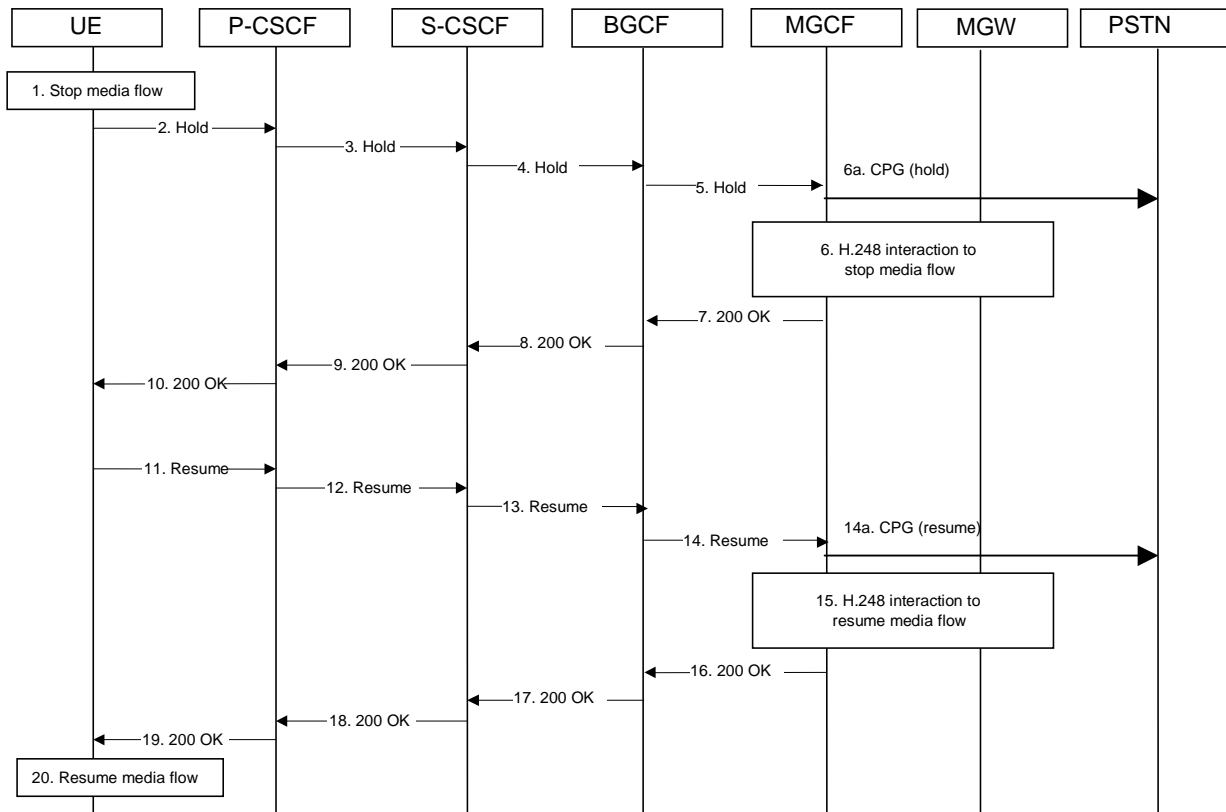 UE
P-CSCF
S-CSCF
BGCF
MGCF
MGW
PSTN
1. Stop media flow
2. Hold
3. Hold
4. Hold
5. Hold
6a. CPG (hold)
6. H.248 interaction to
stop media flow
7. 200 OK
8. 200 OK
9. 200 OK
10. 200 OK
11. Resume
12. Resume
13. Resume
14. Resume
14a. CPG (resume)
15. H.248 interaction to
resume media flow
16. 200 OK
17. 200 OK
18. 200 OK
19. 200 OK
20. Resume media flow